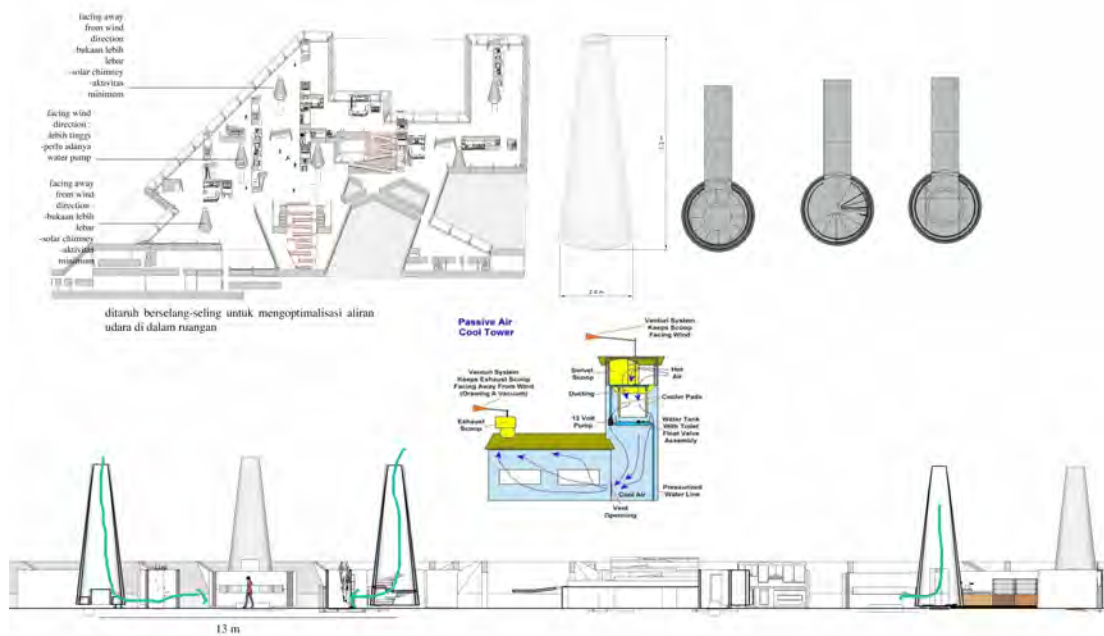 facing away
from wind
direction
-bukaan lebih
lebar
-solar chimney
-aktivitas
minimum
facing wind
direction :
-lebih tinggi
-perlu adanya
water pump
facing away
from wind
direction :
-bukaan lebih
lebar
-solar chimney
-aktivitas
minimum
ditaruh berselang-seling untuk mengoptimalisasi aliran
udara di dalam ruangan
Passive Air
Cool Tower
Venturi System
Keeps Scoop
Facing Wind
Venturi System
Keeps Exhaust Scoop
Facing Away From Wind
(Drawing A Vacuum)
Swivel
Scoop
Hot
Air
Ducting
Cooler Pads
Exhaust
Scoop
12 Volt
Pump
Water Tank
With Toilet
Float Valve
Assembly
Cool Air
Pressurized
Water Line
Vent
Openning
13 m